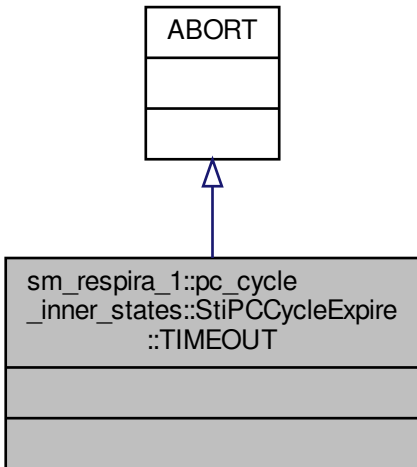 ABORT
sm_respira_1::pc_cycle
_inner_states::StiPCCycleExpire
::TIMEOUT